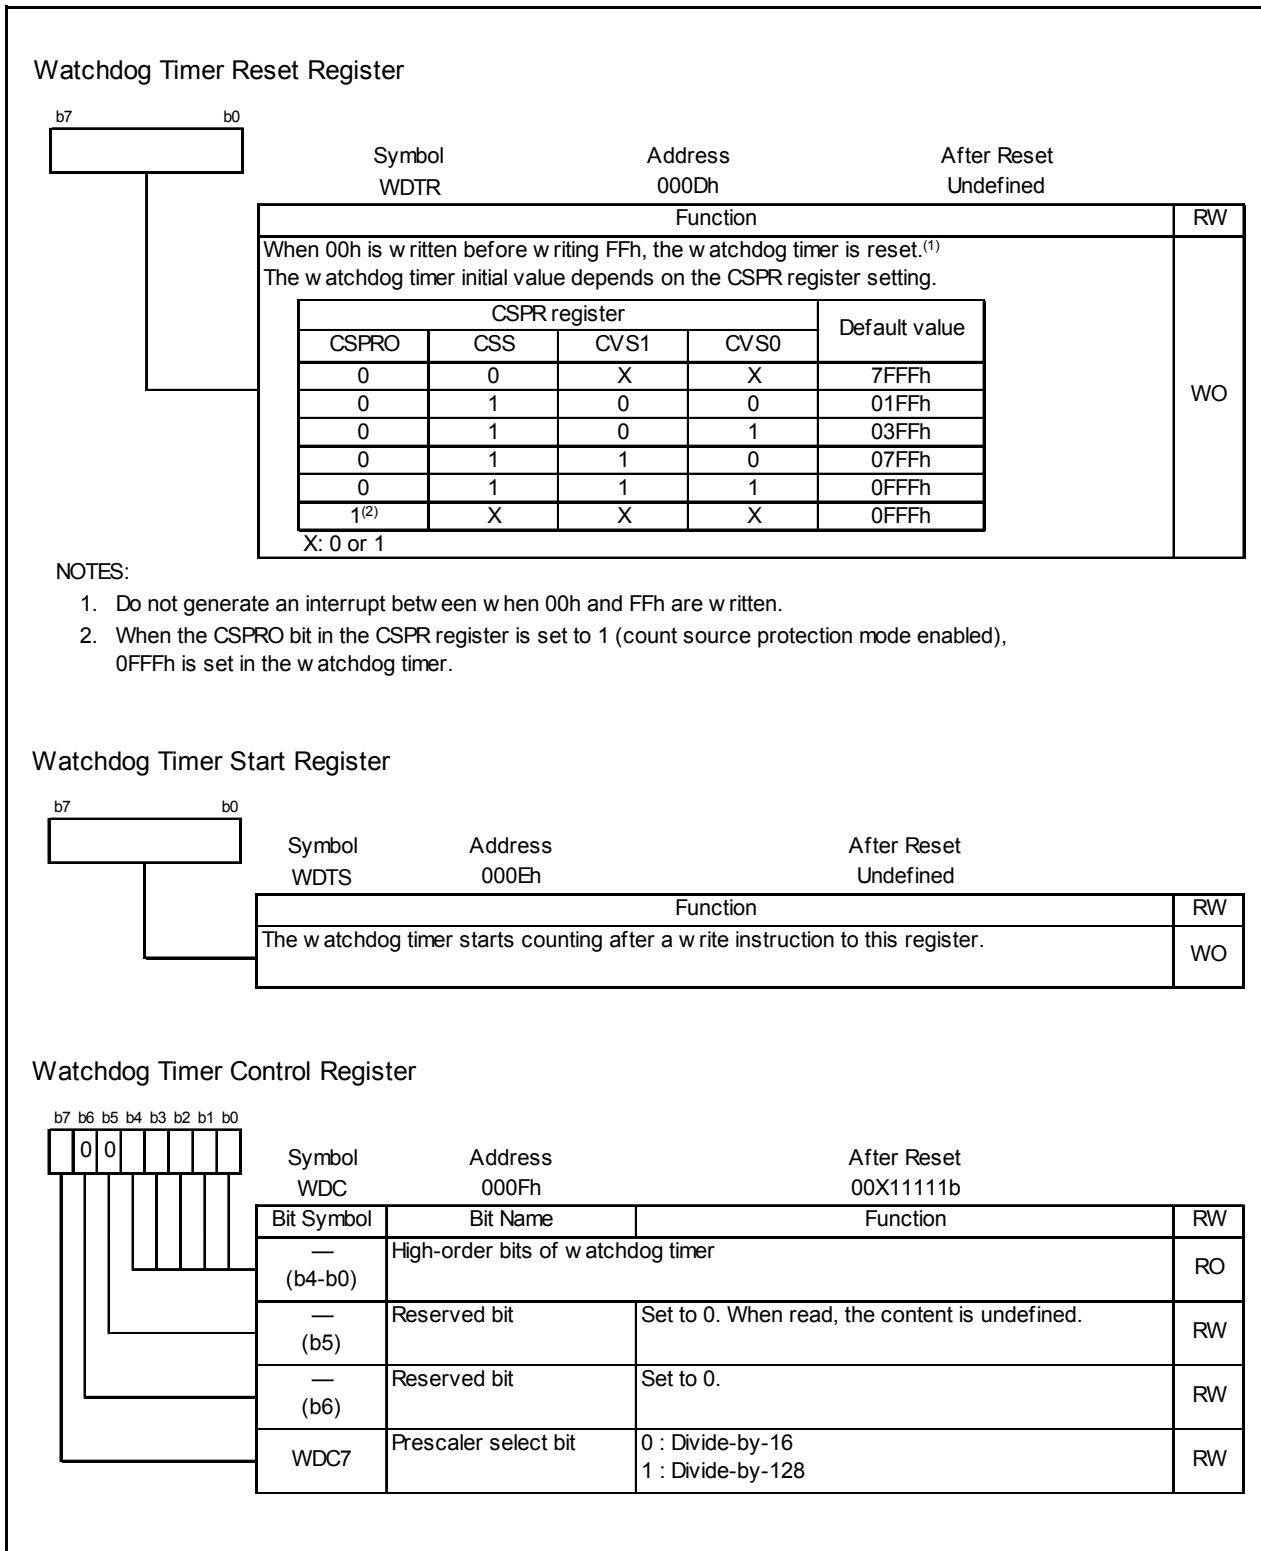 Watchdog Timer Reset Register
b7 b0
Symbol Address After Reset
WDTR 000Dh Undefined
Function RW
When 00h is written before writing FFh, the watchdog timer is reset.(1)
The watchdog timer initial value depends on the CSPR register setting.
CSPR register Default value
CSPRO CSS CVS1 CVS0
0 0 X X 7FFFh
0 1 0 0 01FFh
0 1 0 1 03FFh
0 1 1 0 07FFh
0 1 1 1 0FFFh
1(2) X X X 0FFFh
X: 0 or 1
WO
NOTES:
1. Do not generate an interrupt between when 00h and FFh are written.
2. When the CSPRO bit in the CSPR register is set to 1 (count source protection mode enabled),
0FFFh is set in the watchdog timer.
Watchdog Timer Start Register
b7 b0
Symbol Address After Reset
WDTS 000Eh Undefined
Function RW
The watchdog timer starts counting after a write instruction to this register. WO
Watchdog Timer Control Register
b7 b6 b5 b4 b3 b2 b1 b0
0 0
Symbol Address After Reset
WDC 000Fh 00X11111b
Bit Symbol Bit Name Function RW
— High-order bits of watchdog timer RO
(b4-b0)
— Reserved bit Set to 0. When read, the content is undefined. RW
(b5)
— Reserved bit Set to 0. RW
(b6)
WDC7 Prescaler select bit 0 : Divide-by-16 RW
1 : Divide-by-128